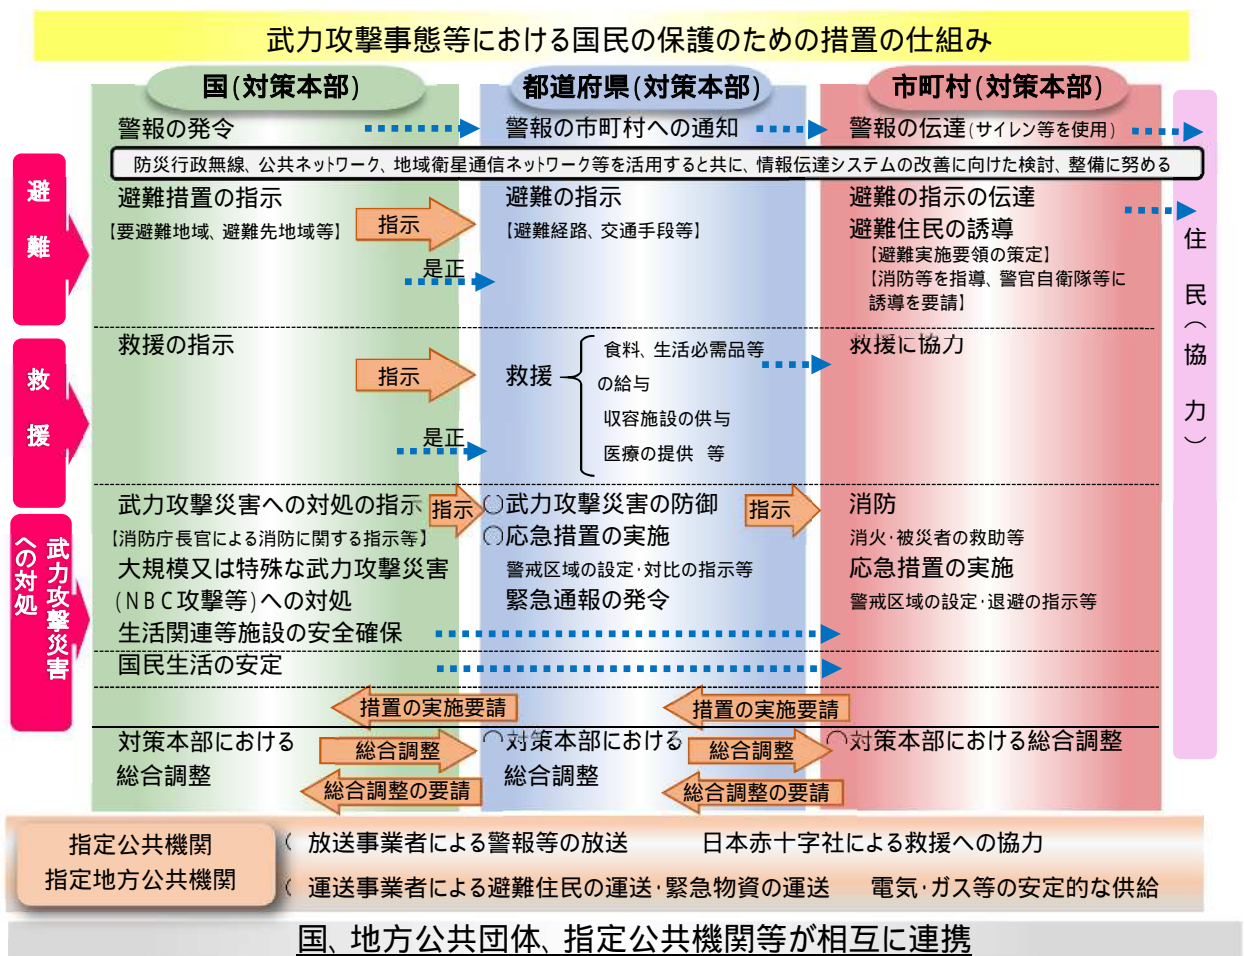 武力攻撃事態等における国民の保護のための措置の仕組み
国(対策本部)
都道府県(対策本部)
市町村(対策本部)
警報の発令
警報の市町村への通知
警報の伝達(サイレン等を使用)
防災行政無線、公共ネットワーク、地域衛星通信ネットワーク等を活用すると共に、情報伝達システムの改善に向けた検討、整備に努める
避難
避難措置の指示
【要避難地域、避難先地域等】
指示
是正
避難の指示
【避難経路、交通手段等】
避難の指示の伝達
避難住民の誘導
【避難実施要領の策定】
【消防等を指導、警官自衛隊等に
誘導を要請】
住民(協力)
救援
救援の指示
指示
是正
救援
食料、生活必需品等
の給与
収容施設の供与
医療の提供 等
救援に協力
武力攻撃災害
への対処
武力攻撃災害への対処の指示
【消防庁長官による消防に関する指示等】
大規模又は特殊な武力攻撃災害
(NBC攻撃等)への対処
生活関連等施設の安全確保
国民生活の安定
指示
○武力攻撃災害の防御
○応急措置の実施
警戒区域の設定・対比の指示等
緊急通報の発令
指示
消防
消火・被災者の救助等
応急措置の実施
警戒区域の設定・退避の指示等
措置の実施要請
措置の実施要請
対策本部における
総合調整
総合調整
総合調整の要請
対策本部における
総合調整
総合調整
総合調整の要請
対策本部における総合調整
指定公共機関
指定地方公共機関
放送事業者による警報等の放送
日本赤十字社による救援への協力
運送事業者による避難住民の運送・緊急物資の運送
電気・ガス等の安定的な供給
国、地方公共団体、指定公共機関等が相互に連携